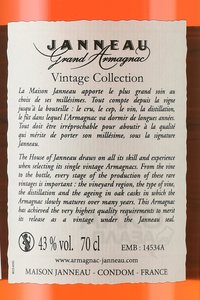 JANNEAU
Grand Armagnac
Vintage Collection
La Maison Janneau apporte le plus grand soin au
choix de ses millésimes. Tout compte depuis la vigne
jusqu'à la bouteille : le cru, le cep, le vin, la distillation,
le fût dans lequel l'Armagnac va dormir de longues années.
Tout doit être irréprochable pour aboutir à la qualité
qui mérite de porter son millésime, sous la signature
Janneau.
The House of Janneau draws on all its skill and experience
when selecting its single vintage Armagnacs. From the vine
to the bottle, every stage of the production of these rare
vintages is important : the vineyard region, the type of vine,
the distillation and the ageing in oak casks in which the
Armagnac slowly matures over many years. This Armagnac
has achieved the very highest quality requirements to merit
its release as a vintage under the Janneau seal.
www.armagnac-janneau.com
43 % vol. 70 cl EMB : 14534A
MAISON JANNEAU - CONDOM - FRANCE